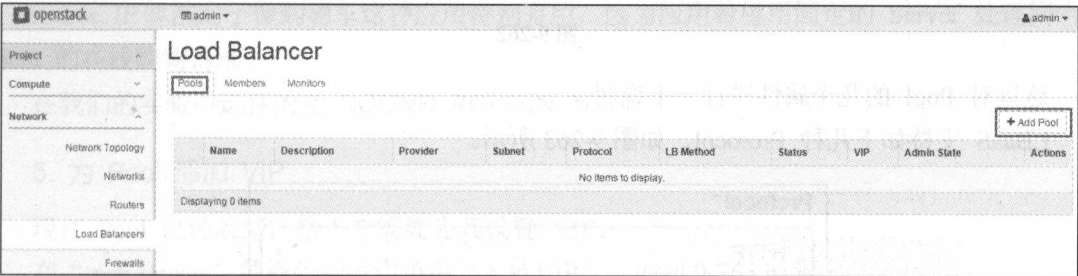 openstack
admin
admin
Project
Compute
Network
Network Topology
Networks
Routers
Load Balancers
Firewalls
Load Balancer
Pools Members Monitors
+ Add Pool
Name Description Provider Subnet Protocol LB Method Status VIP Admin State Actions
No items to display.
Displaying 0 items